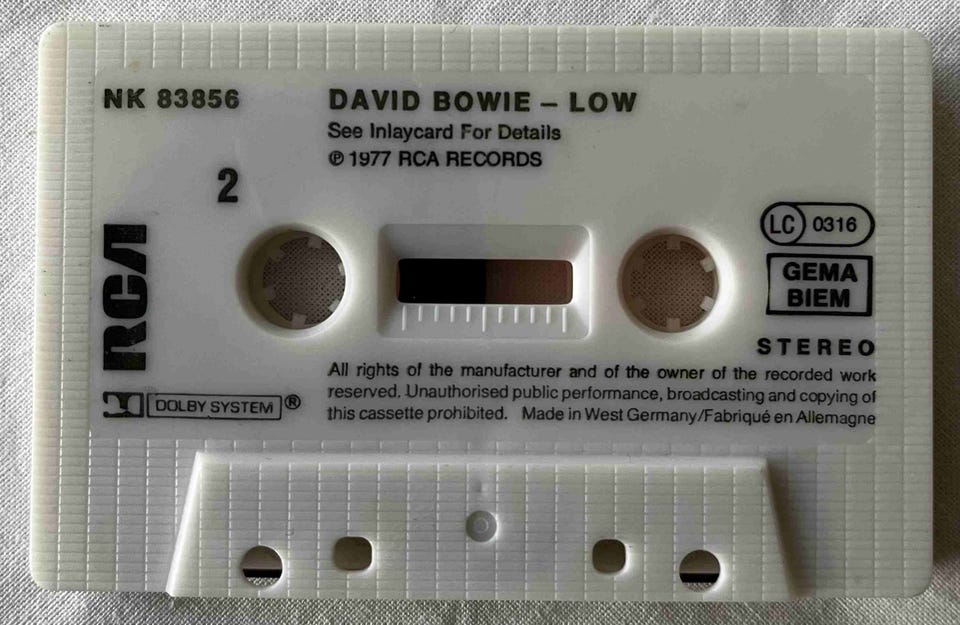 NK 83856
DAVID BOWIE – LOW
See Inlaycard For Details
℗ 1977 RCA RECORDS
2
RCA
LC 0316
GEMA
BIEM
STEREO
DOLBY SYSTEM ®
All rights of the manufacturer and of the owner of the recorded work
reserved. Unauthorised public performance, broadcasting and copying of
this cassette prohibited. Made in West Germany/Fabriqué en Allemagne